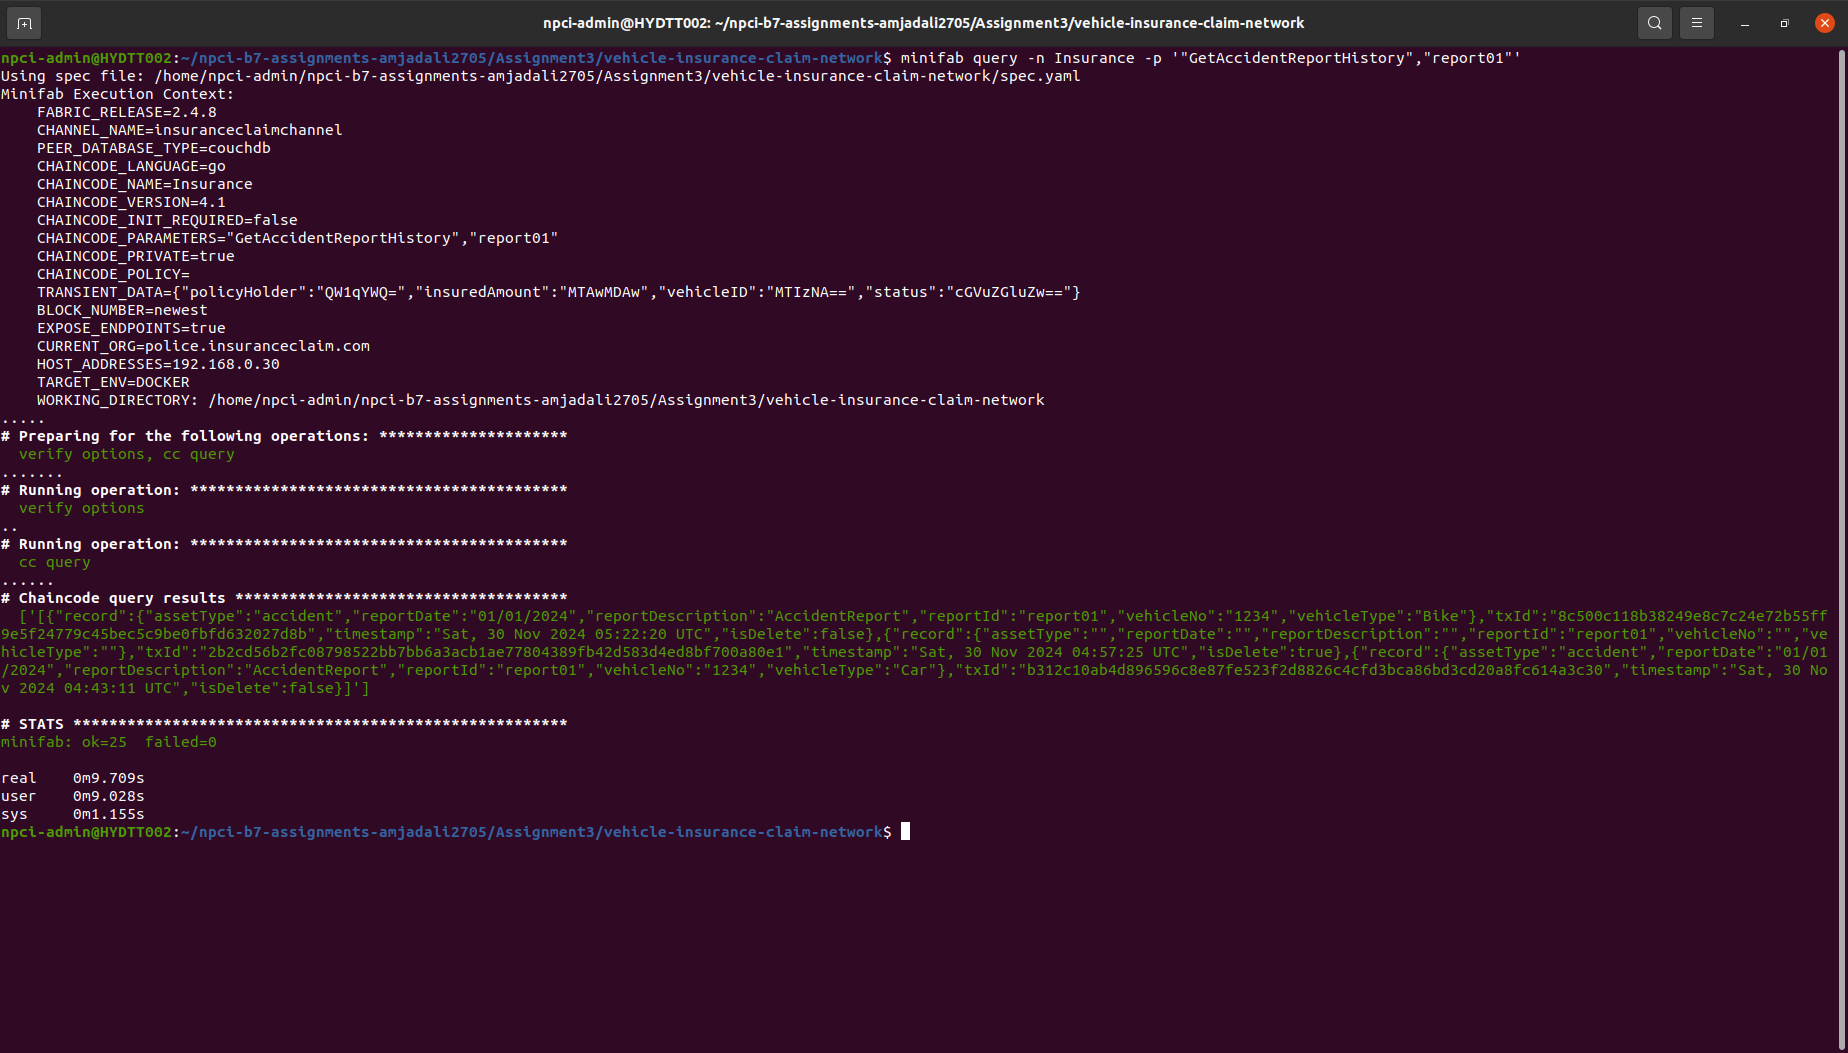 npci-admin@HYDTT002: ~/npci-b7-assignments-amjadali2705/Assignment3/vehicle-insurance-claim-network
npci-admin@HYDTT002:~/npci-b7-assignments-amjadali2705/Assignment3/vehicle-insurance-claim-network$ minifab query -n Insurance -p '"GetAccidentReportHistory","report01"'
Using spec file: /home/npci-admin/npci-b7-assignments-amjadali2705/Assignment3/vehicle-insurance-claim-network/spec.yaml
Minifab Execution Context:
    FABRIC_RELEASE=2.4.8
    CHANNEL_NAME=insuranceclaimchannel
    PEER_DATABASE_TYPE=couchdb
    CHAINCODE_LANGUAGE=go
    CHAINCODE_NAME=Insurance
    CHAINCODE_VERSION=4.1
    CHAINCODE_INIT_REQUIRED=false
    CHAINCODE_PARAMETERS="GetAccidentReportHistory","report01"
    CHAINCODE_PRIVATE=true
    CHAINCODE_POLICY=
    TRANSIENT_DATA={"policyHolder":"QW1qYWQ=","insuredAmount":"MTAwMDAw","vehicleID":"MTIzNA==","status":"cGVuZGluZw=="}
    BLOCK_NUMBER=newest
    EXPOSE_ENDPOINTS=true
    CURRENT_ORG=police.insuranceclaim.com
    HOST_ADDRESSES=192.168.0.30
    TARGET_ENV=DOCKER
    WORKING_DIRECTORY: /home/npci-admin/npci-b7-assignments-amjadali2705/Assignment3/vehicle-insurance-claim-network
.....
# Preparing for the following operations: *********************
  verify options, cc query
.......
# Running operation: ******************************************
  verify options
..
# Running operation: ******************************************
  cc query
......
# Chaincode query results *************************************
  ['[{"record":{"assetType":"accident","reportDate":"01/01/2024","reportDescription":"AccidentReport","reportId":"report01","vehicleNo":"1234","vehicleType":"Bike"},"txId":"8c500c118b38249e8c7c24e72b55ff
9e5f24779c45bec5c9be0fbfd632027d8b","timestamp":"Sat, 30 Nov 2024 05:22:20 UTC","isDelete":false},{"record":{"assetType":"","reportDate":"","reportDescription":"","reportId":"report01","vehicleNo":"","ve
hicleType":""},"txId":"2b2cd56b2fc08798522bb7bb6a3acb1ae77804389fb42d583d4ed8bf700a80e1","timestamp":"Sat, 30 Nov 2024 04:57:25 UTC","isDelete":true},{"record":{"assetType":"accident","reportDate":"01/01
/2024","reportDescription":"AccidentReport","reportId":"report01","vehicleNo":"1234","vehicleType":"Car"},"txId":"b312c10ab4d896596c8e87fe523f2d8826c4cfd3bca86bd3cd20a8fc614a3c30","timestamp":"Sat, 30 No
v 2024 04:43:11 UTC","isDelete":false}]']
# STATS *******************************************************
minifab: ok=25  failed=0
real    0m9.709s
user    0m9.028s
sys     0m1.155s
npci-admin@HYDTT002:~/npci-b7-assignments-amjadali2705/Assignment3/vehicle-insurance-claim-network$